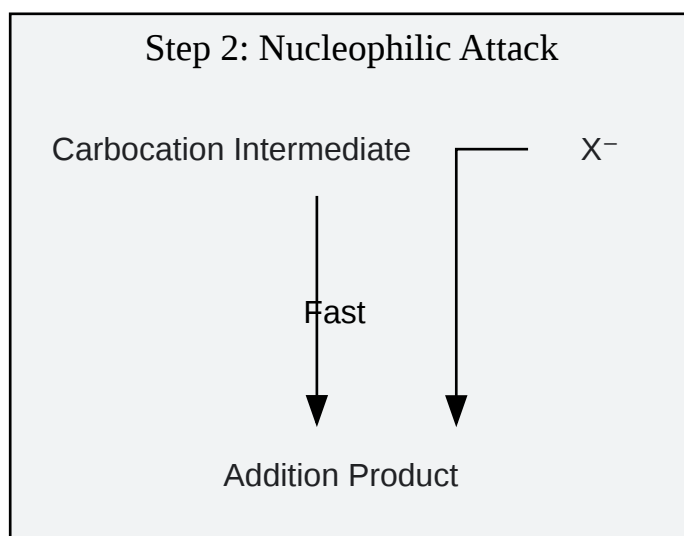 Step 2: Nucleophilic Attack
Carbocation Intermediate X⁻
Fast
Addition Product